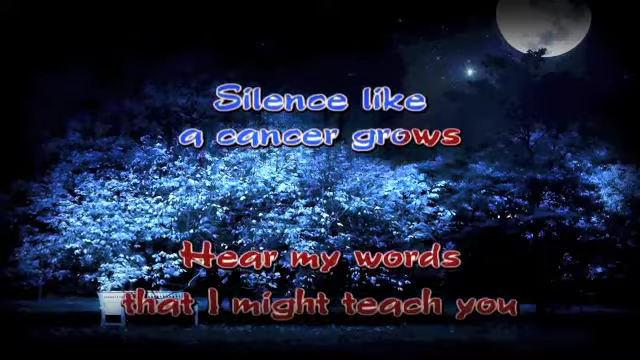 Silence like
a cancer grows
Hear my words
that I might teach you